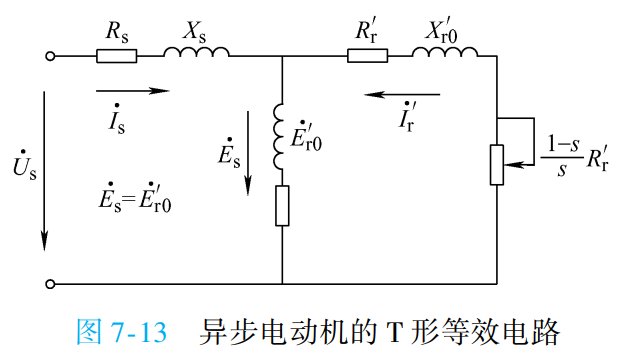 Rs Xs R′r X′r0
İs İ′r
U̇s Ės Ė′r0 1−s/s R′r
Ės=Ė′r0
图 7-13 异步电动机的 T 形等效电路